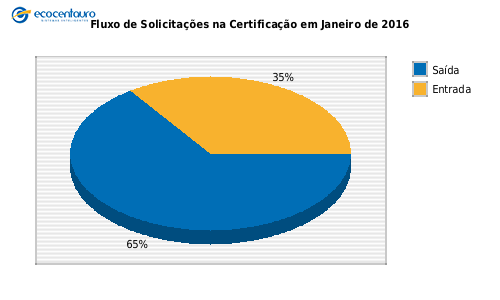 ecocentauro
Fluxo de Solicitações na Certificação em Janeiro de 2016
35%
Saída
Entrada
65%